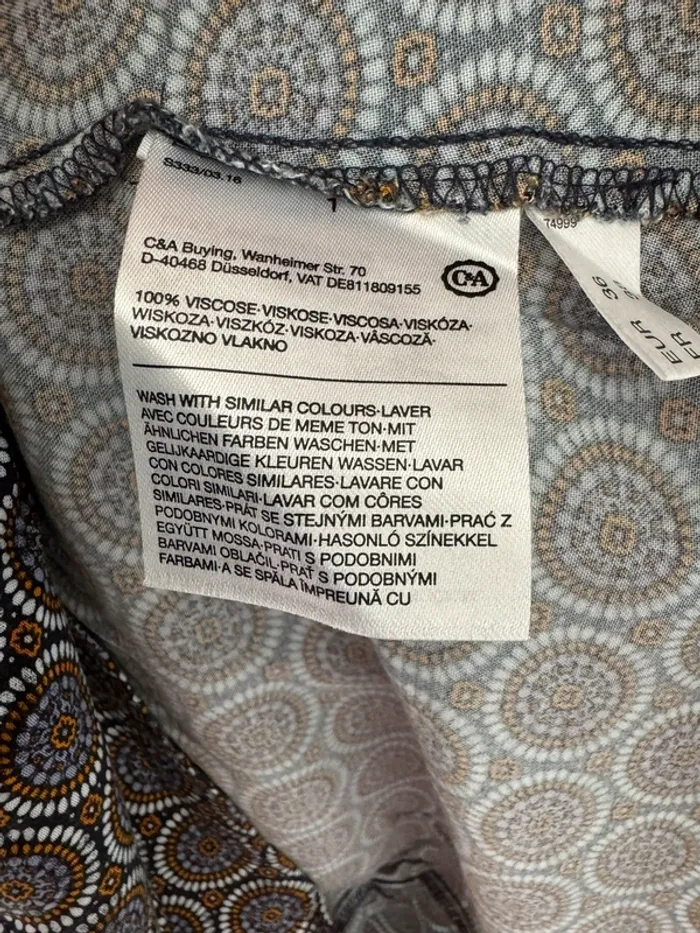 S333/03.16
1
C&A Buying, Wanheimer Str. 70
D-40468 Düsseldorf, VAT DE811809155
C&A
100% VISCOSE·VISKOSE·VISCOSA·VISKÓZA·
WISKOZA·VISZKÓZ·VISKOZA·VÂSCOZĂ·
VISKOZNO VLAKNO
WASH WITH SIMILAR COLOURS·LAVER
AVEC COULEURS DE MEME TON·MIT
ÄHNLICHEN FARBEN WASCHEN·MET
GELIJKAARDIGE KLEUREN WASSEN·LAVAR
CON COLORES SIMILARES·LAVARE CON
COLORI SIMILARI·LAVAR COM CÔRES
SIMILARES·PRÁT SE STEJNÝMI BARVAMI·PRAĆ Z
PODOBNYMI KOLORAMI·HASONLÓ SZÍNEKKEL
EGYÜTT MOSSA·PRATI S PODOBNIMI
BARVAMI OBLAČIL·PRAŤ S PODOBNÝMI
FARBAMI·A SE SPĂLA ÎMPREUNĂ CU
74999
EUR 36
FR